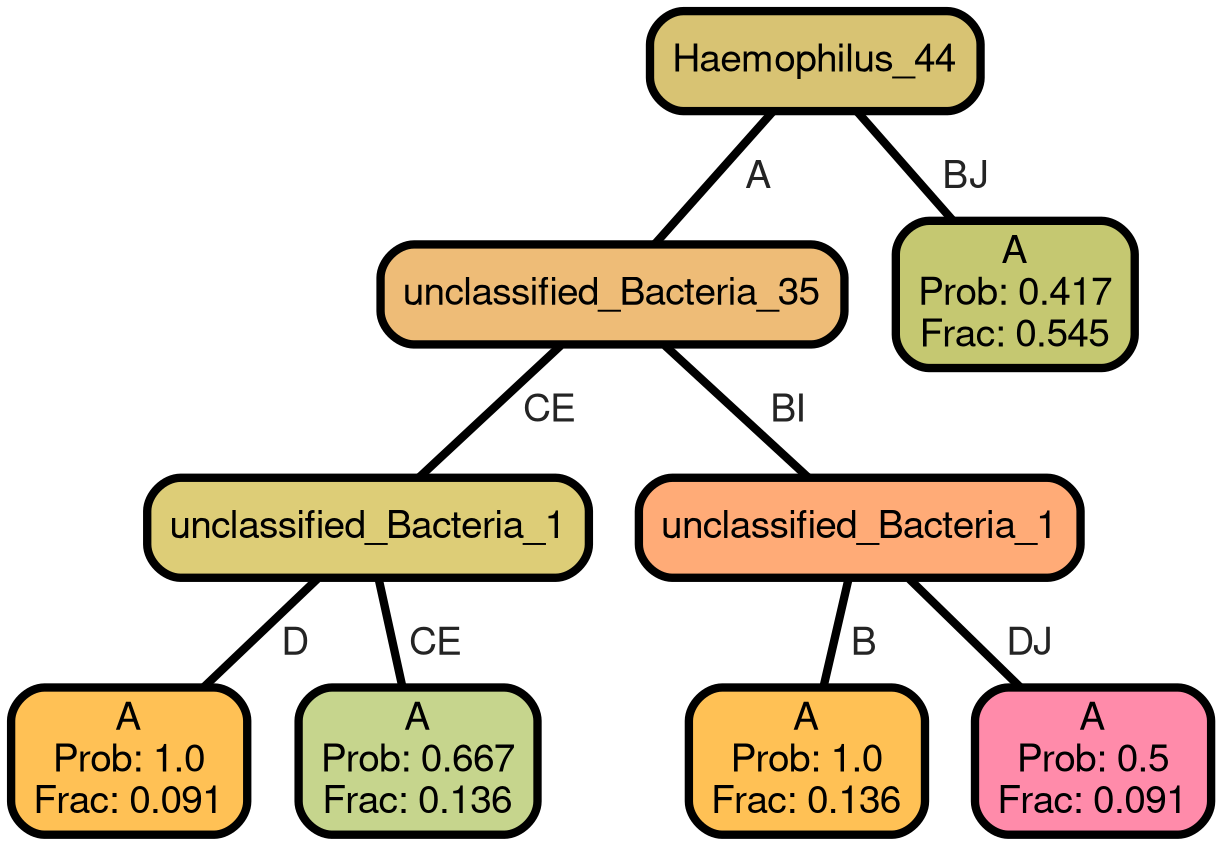 Haemophilus_44
A
BJ
unclassified_Bacteria_35
A
Prob: 0.417
Frac: 0.545
CE
BI
unclassified_Bacteria_1
unclassified_Bacteria_1
D
CE
B
DJ
A
Prob: 1.0
Frac: 0.091
A
Prob: 0.667
Frac: 0.136
A
Prob: 1.0
Frac: 0.136
A
Prob: 0.5
Frac: 0.091